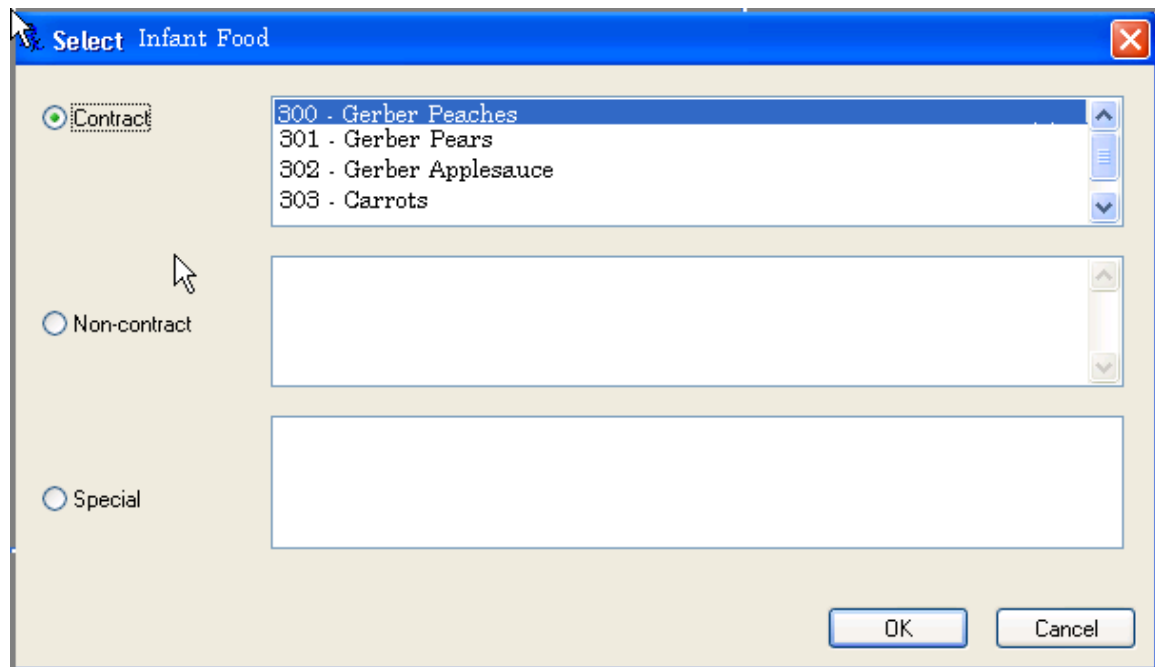 Select Infant Food
Contract
300 - Gerber Peaches
301 - Gerber Pears
302 - Gerber Applesauce
303 - Carrots
Non-contract
Special
OK
Cancel